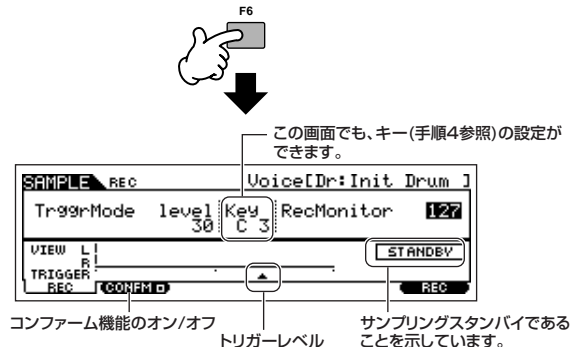 F6
この画面でも、キー(手順4参照)の設定が
できます。
SAMPLE REC Voice[Dr:Init Drum ]
TrggrMode level Key RecMonitor 127
30 C 3
VIEW L
R
TRIGGER
STANDBY
REC CONFM REC
コンファーム機能のオン/オフ
トリガーレベル
サンプリングスタンバイである
ことを示しています。